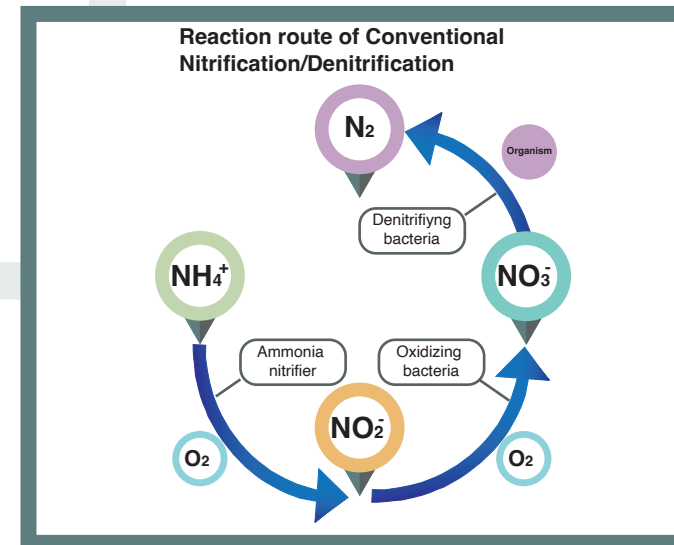 Reaction route of Conventional
Nitrification/Denitrification
N₂
Organism
Denitrifiyng
bacteria
NH₄⁺
NO₃⁻
Ammonia
nitrifier
Oxidizing
bacteria
NO₂⁻
O₂
O₂